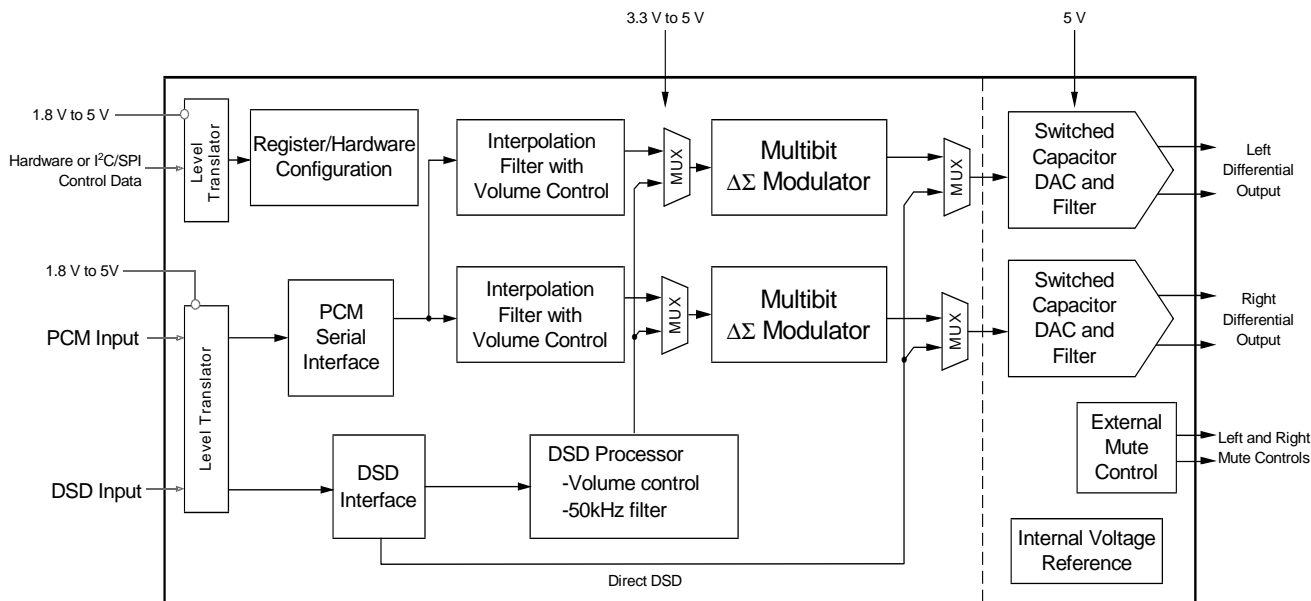 3.3 V to 5 V
5 V
1.8 V to 5 V
Hardware or I²C/SPI
Control Data
Level
Translator
Register/Hardware
Configuration
Interpolation
Filter with
Volume Control
MUX
Multibit
ΔΣ Modulator
MUX
Switched
Capacitor
DAC and
Filter
Left
Differential
Output
1.8 V to 5V
PCM Input
Level Translator
PCM
Serial
Interface
Interpolation
Filter with
Volume Control
MUX
Multibit
ΔΣ Modulator
MUX
Switched
Capacitor
DAC and
Filter
Right
Differential
Output
DSD Input
DSD
Interface
DSD Processor
-Volume control
-50kHz filter
External
Mute
Control
Left and Right
Mute Controls
Internal Voltage
Reference
Direct DSD